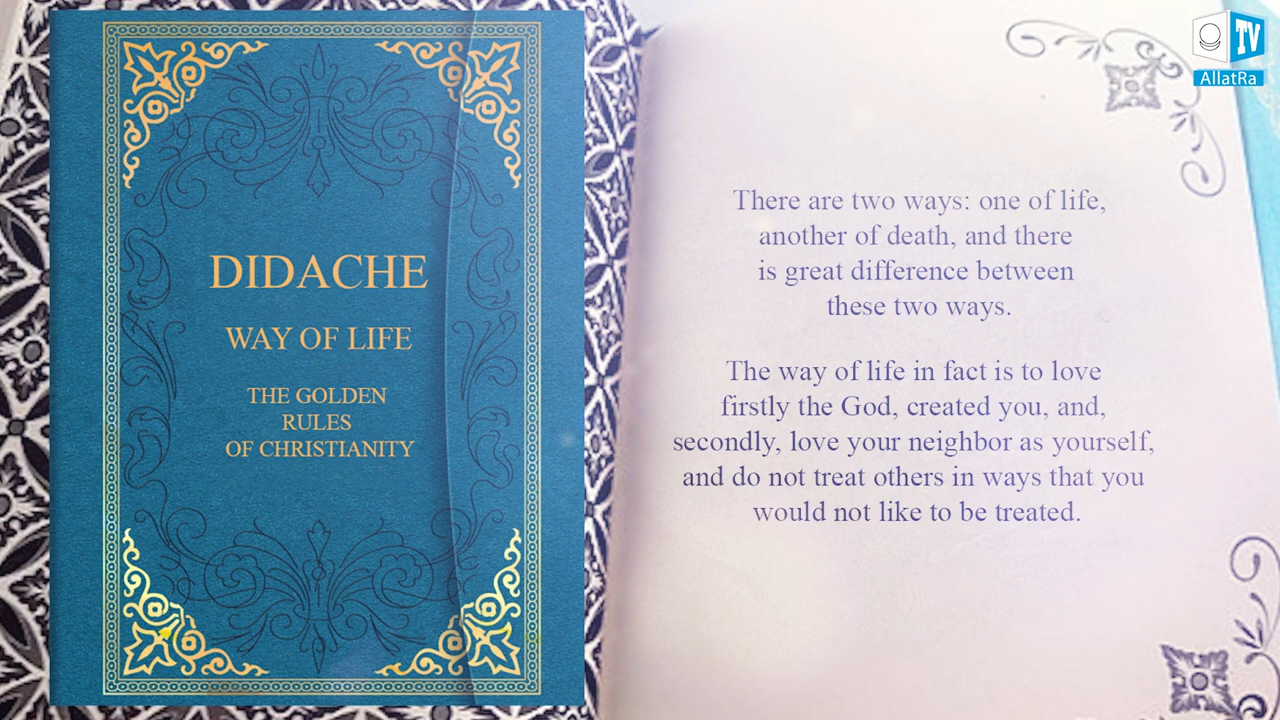 DIDACHE
WAY OF LIFE
THE GOLDEN
RULES
OF CHRISTIANITY
There are two ways: one of life,
another of death, and there
is great difference between
these two ways.
The way of life in fact is to love
firstly the God, created you, and,
secondly, love your neighbor as yourself,
and do not treat others in ways that you
would not like to be treated.
TV
AllatRa